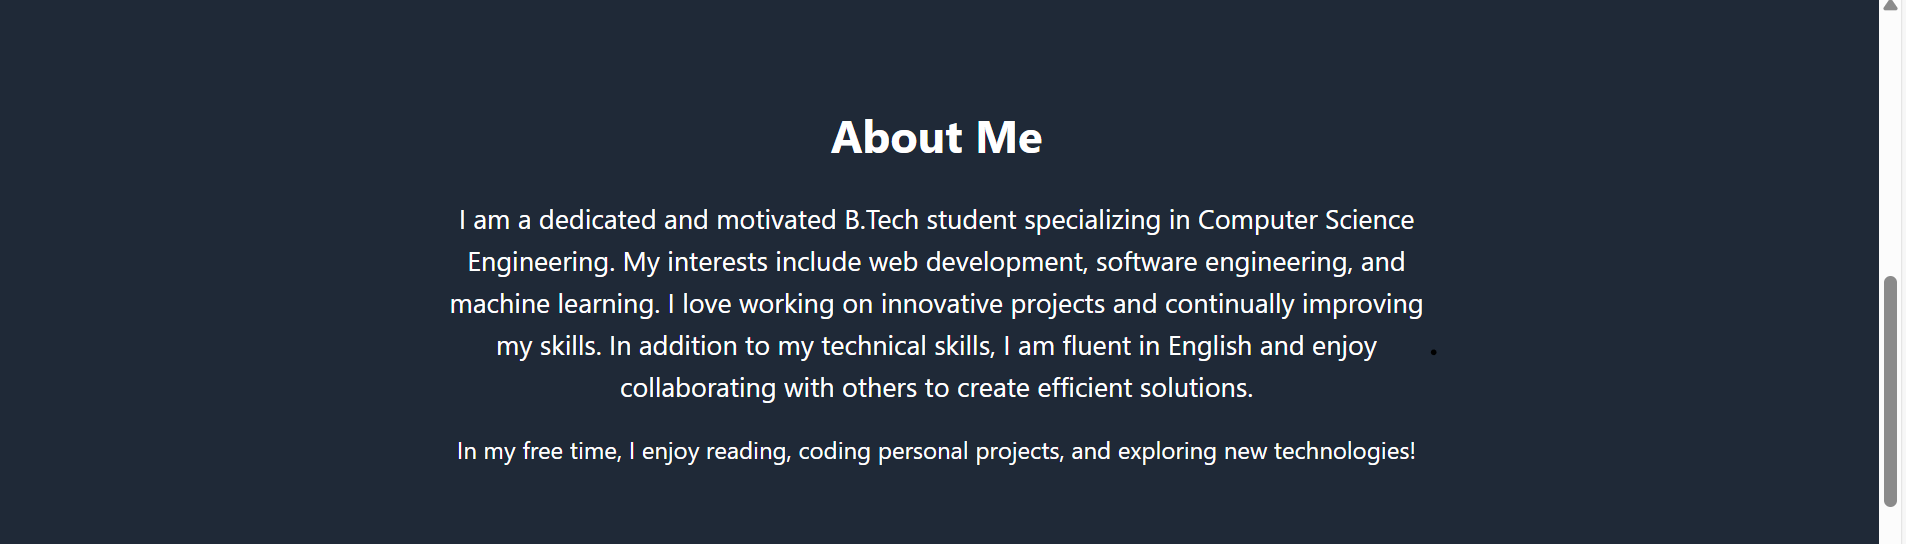 About Me
I am a dedicated and motivated B.Tech student specializing in Computer Science
Engineering. My interests include web development, software engineering, and
machine learning. I love working on innovative projects and continually improving
my skills. In addition to my technical skills, I am fluent in English and enjoy
collaborating with others to create efficient solutions.
In my free time, I enjoy reading, coding personal projects, and exploring new technologies!